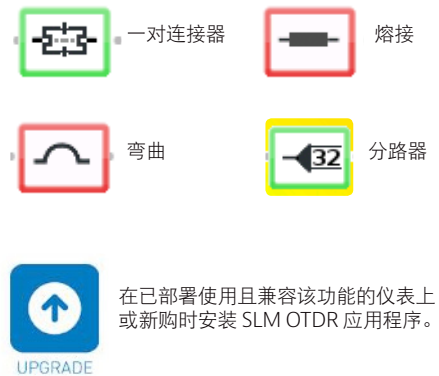 一对连接器
熔接
弯曲
32
分路器
在已部署使用且兼容该功能的仪表上
或新购时安装 SLM OTDR 应用程序。
UPGRADE